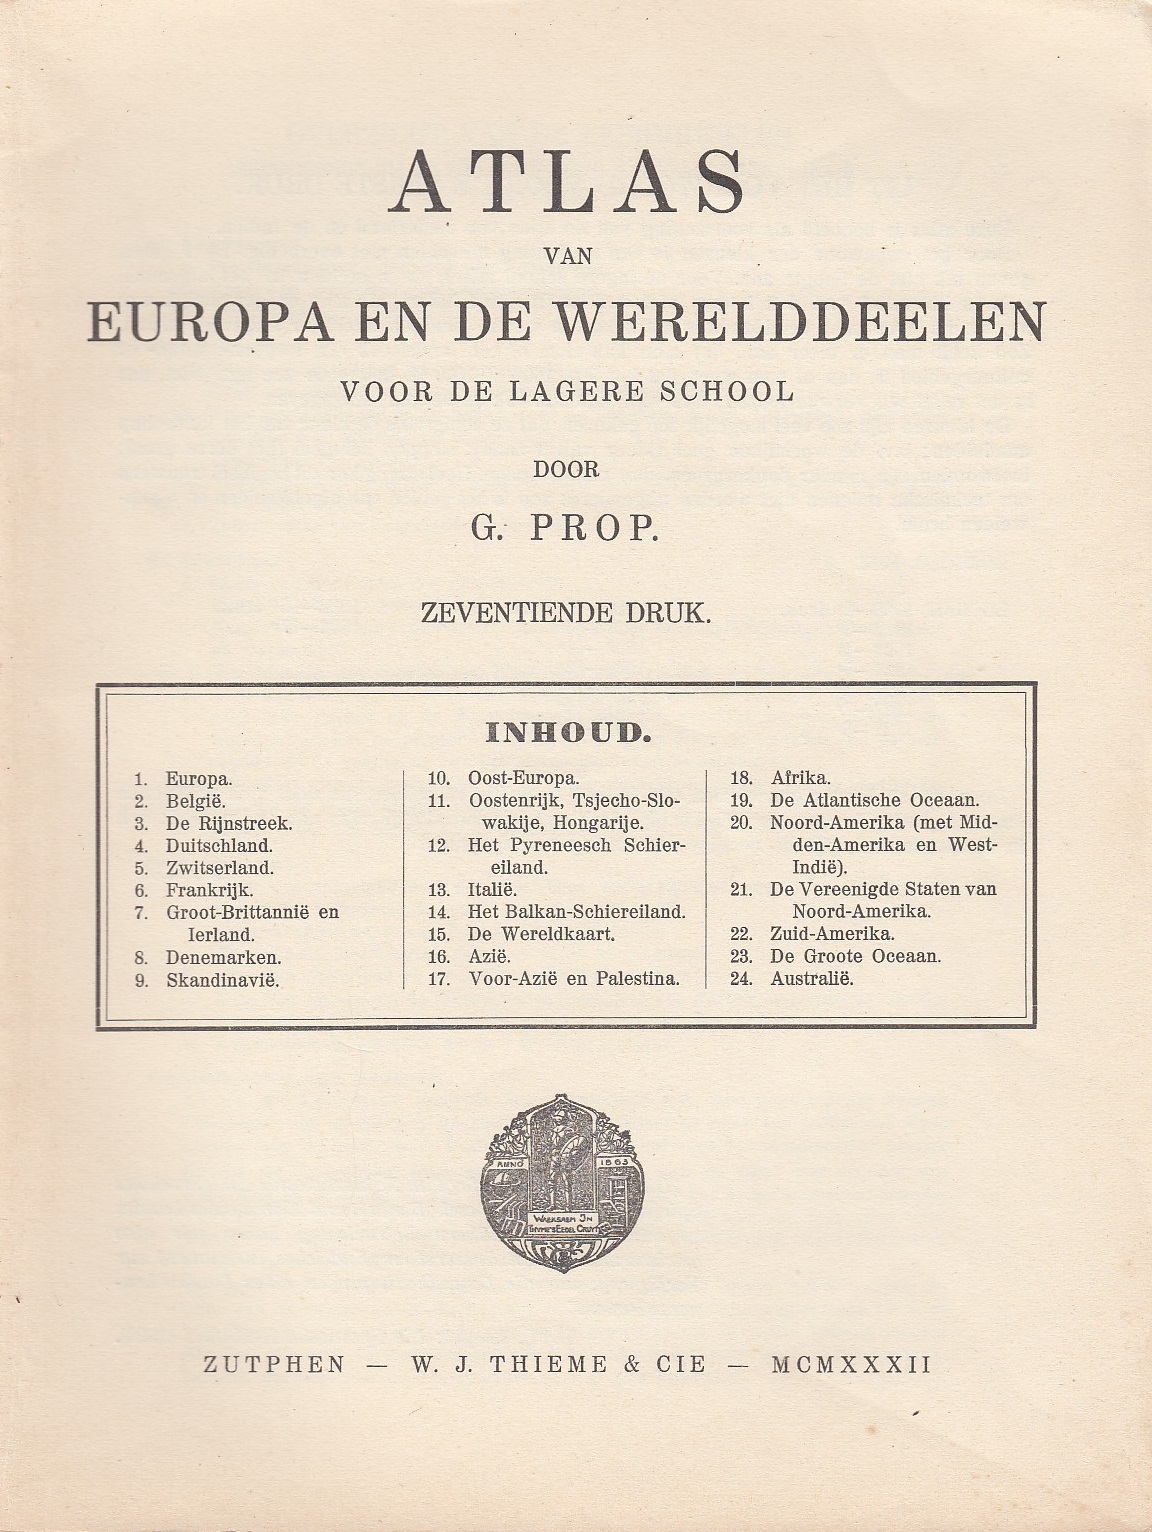 ATLAS
VAN
EUROPA EN DE WERELDDEELEN
VOOR DE LAGERE SCHOOL
DOOR
G. PROP.
ZEVENTIENDE DRUK.
INHOUD.
1. Europa.
2. België.
3. De Rijnstreek.
4. Duitschland.
5. Zwitserland.
6. Frankrijk.
7. Groot-Brittannië en
Ierland.
8. Denemarken.
9. Skandinavië.
10. Oost-Europa.
11. Oostenrijk, Tsjecho-Slo-
wakije, Hongarije.
12. Het Pyreneesch Schier-
eiland.
13. Italië.
14. Het Balkan-Schiereiland.
15. De Wereldkaart.
16. Azië.
17. Voor-Azië en Palestina.
18. Afrika.
19. De Atlantische Oceaan.
20. Noord-Amerika (met Mid-
den-Amerika en West-
Indië).
21. De Vereenigde Staten van
Noord-Amerika.
22. Zuid-Amerika.
23. De Groote Oceaan.
24. Australië.
ANNO 1863
WAEKSAEM IN
ZUTPHEN — W. J. THIEME & CIE — MCMXXXII